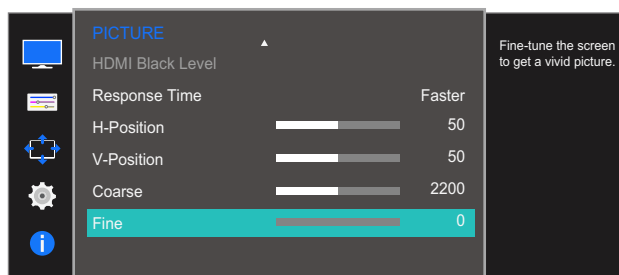 PICTURE
HDMI Black Level
Response Time Faster
H-Position 50
V-Position 50
Coarse 2200
Fine 0
Fine-tune the screen
to get a vivid picture.